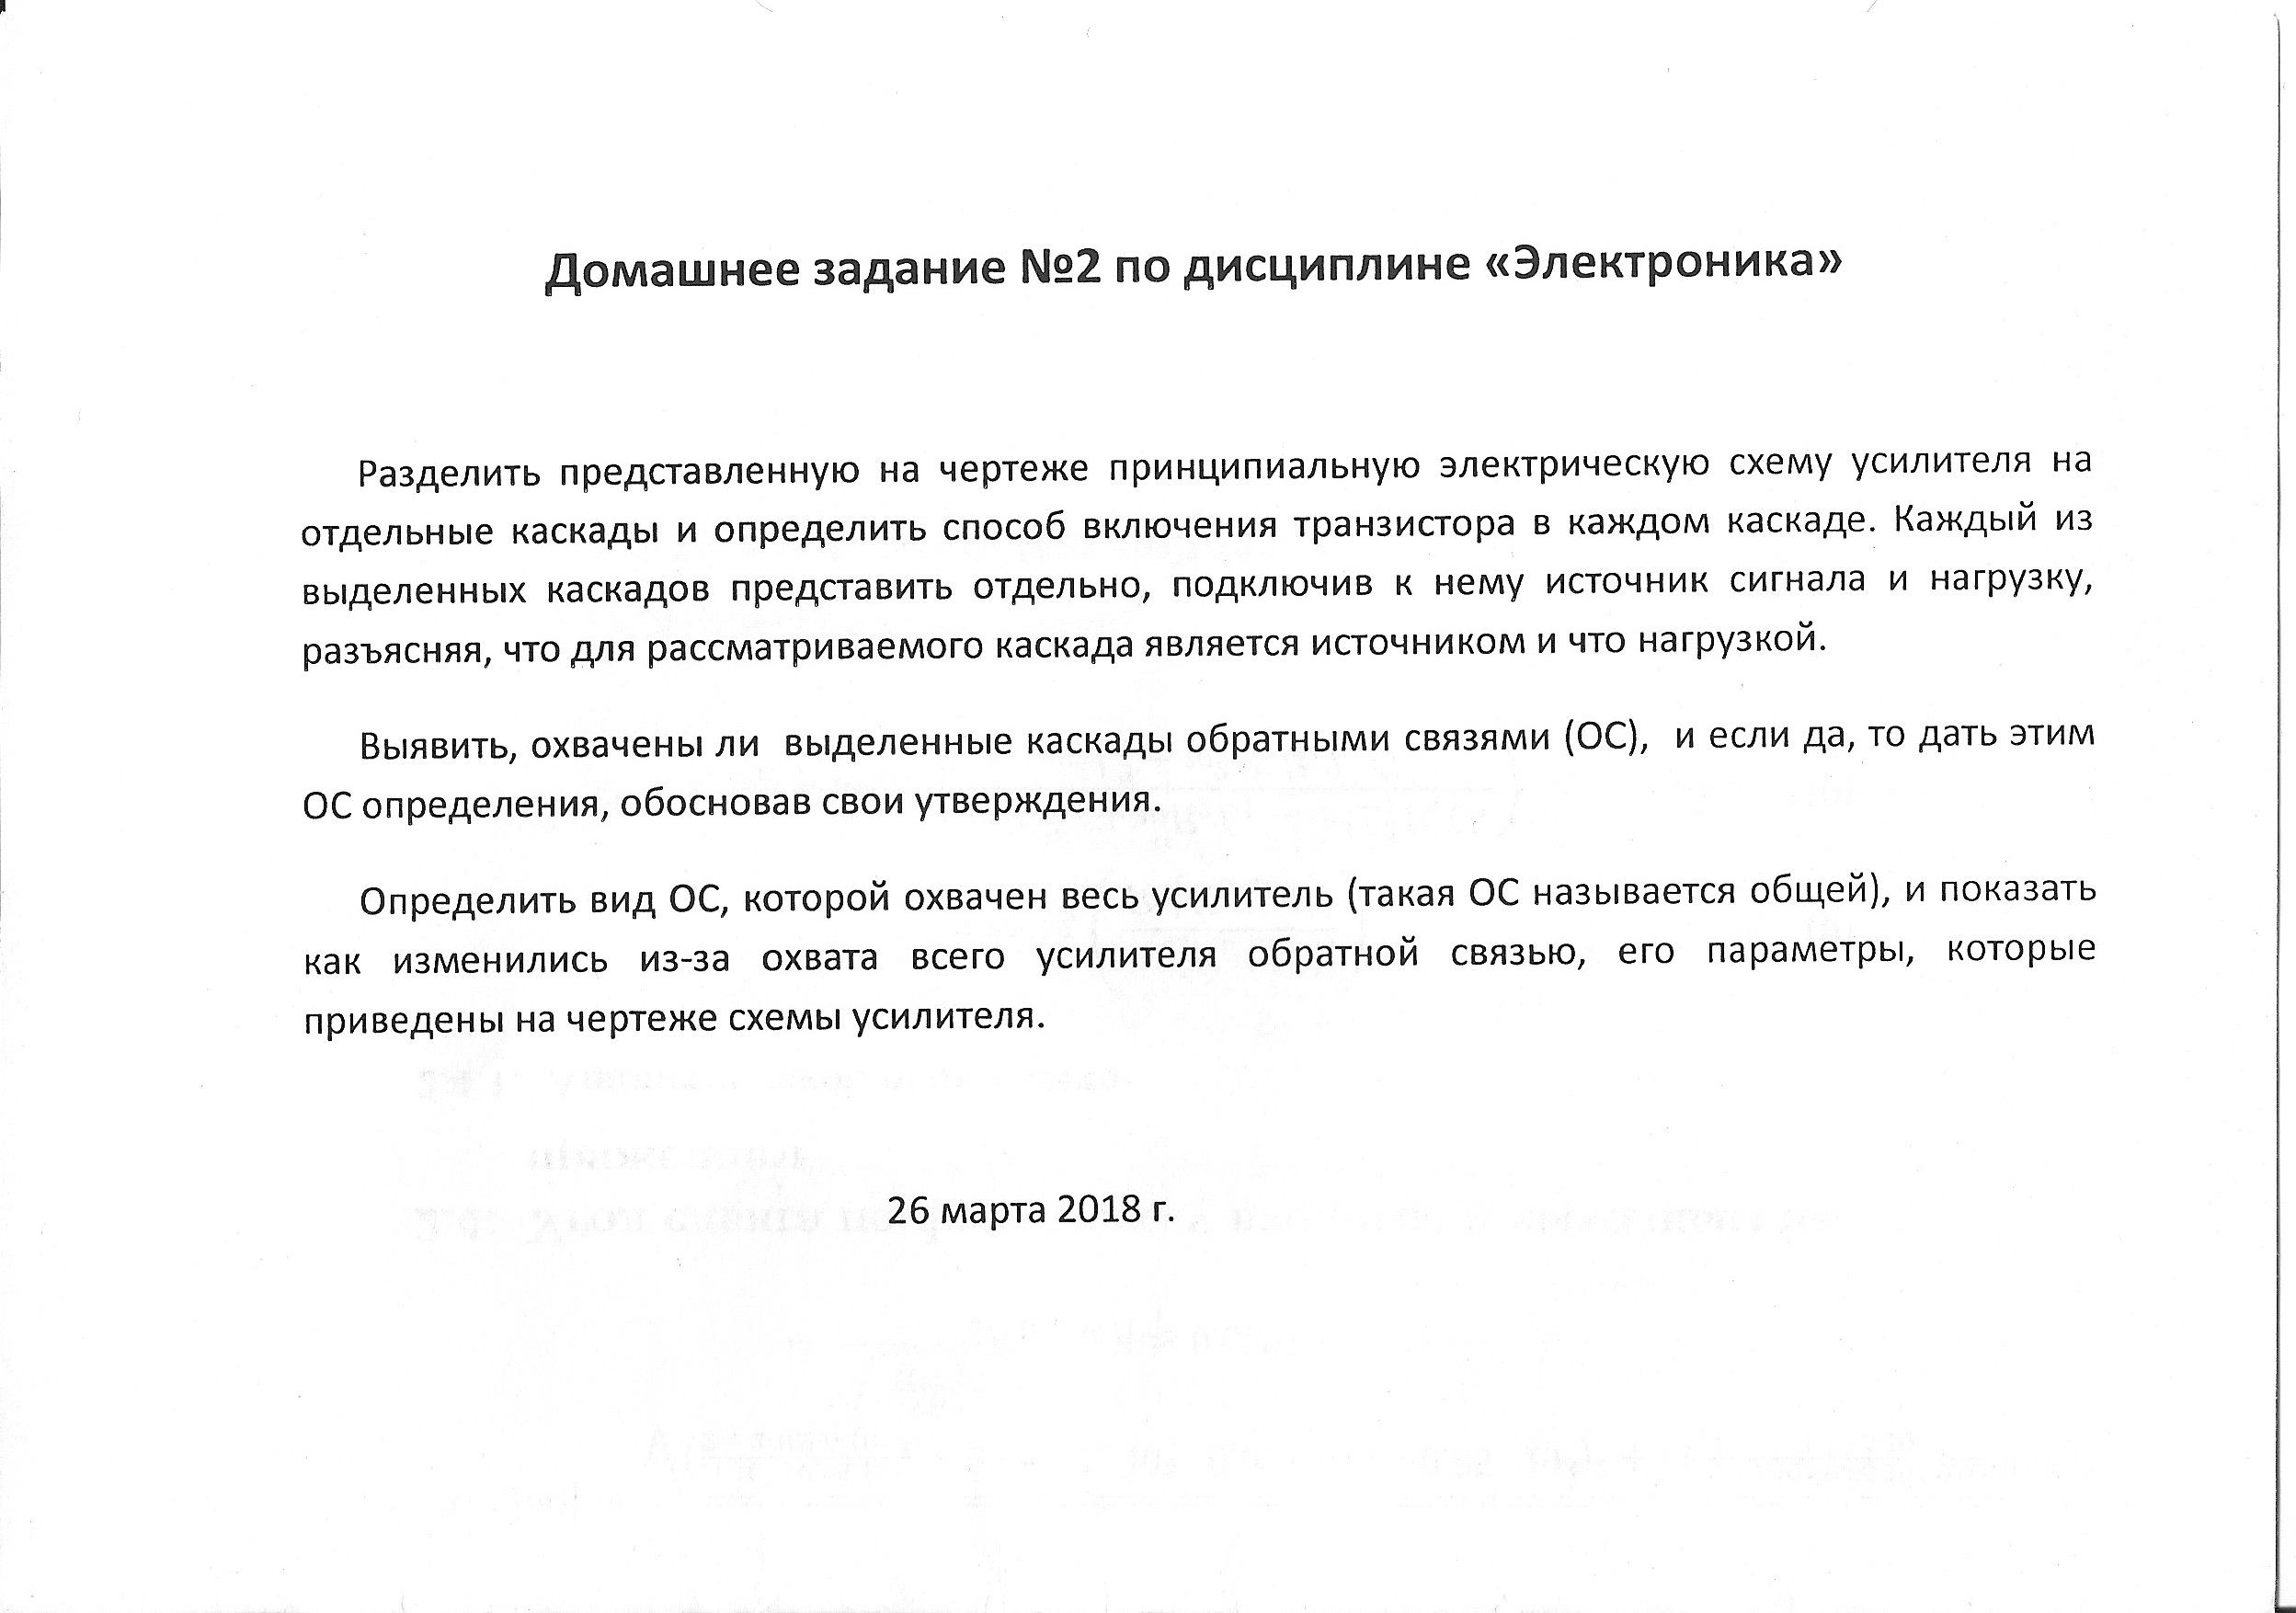 Домашнее задание №2 по дисциплине «Электроника»
Разделить представленную на чертеже принципиальную электрическую схему усилителя на
отдельные каскады и определить способ включения транзистора в каждом каскаде. Каждый из
выделенных каскадов представить отдельно, подключив к нему источник сигнала и нагрузку,
разъясняя, что для рассматриваемого каскада является источником и что нагрузкой.
Выявить, охвачены ли выделенные каскады обратными связями (ОС), и если да, то дать этим
ОС определения, обосновав свои утверждения.
Определить вид ОС, которой охвачен весь усилитель (такая ОС называется общей), и показать
как изменились из-за охвата всего усилителя обратной связью, его параметры, которые
приведены на чертеже схемы усилителя.
26 марта 2018 г.